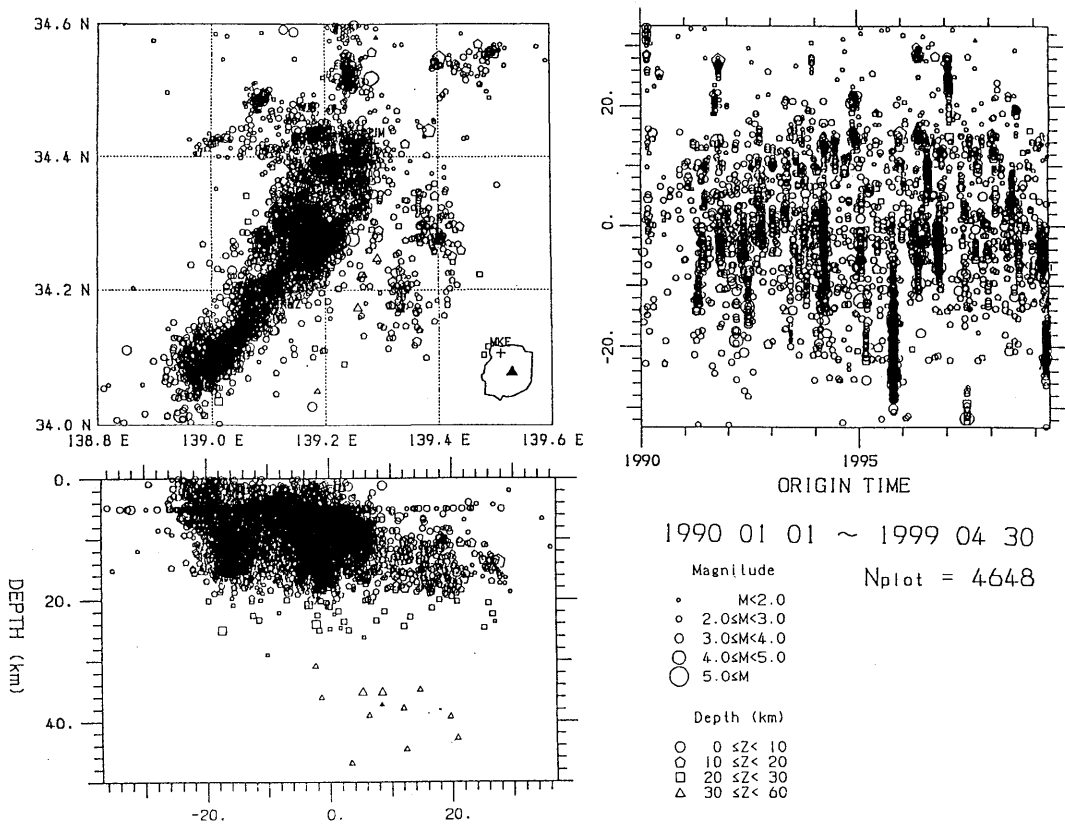 34.6 N
34.4 N
34.2 N
34.0 N
138.8 E
139.0 E
139.2 E
139.4 E
139.6 E
MKE
20.
0.
-20.
1990
1995
ORIGIN TIME
0.
20.
40.
DEPTH (km)
-20.
0.
20.
1990 01 01 ~ 1999 04 30
Nplot = 4648
Magnitude
M<2.0
2.0≤M<3.0
3.0≤M<4.0
4.0≤M<5.0
5.0≤M
Depth (km)
0 ≤Z< 10
10 ≤Z< 20
20 ≤Z< 30
30 ≤Z< 60